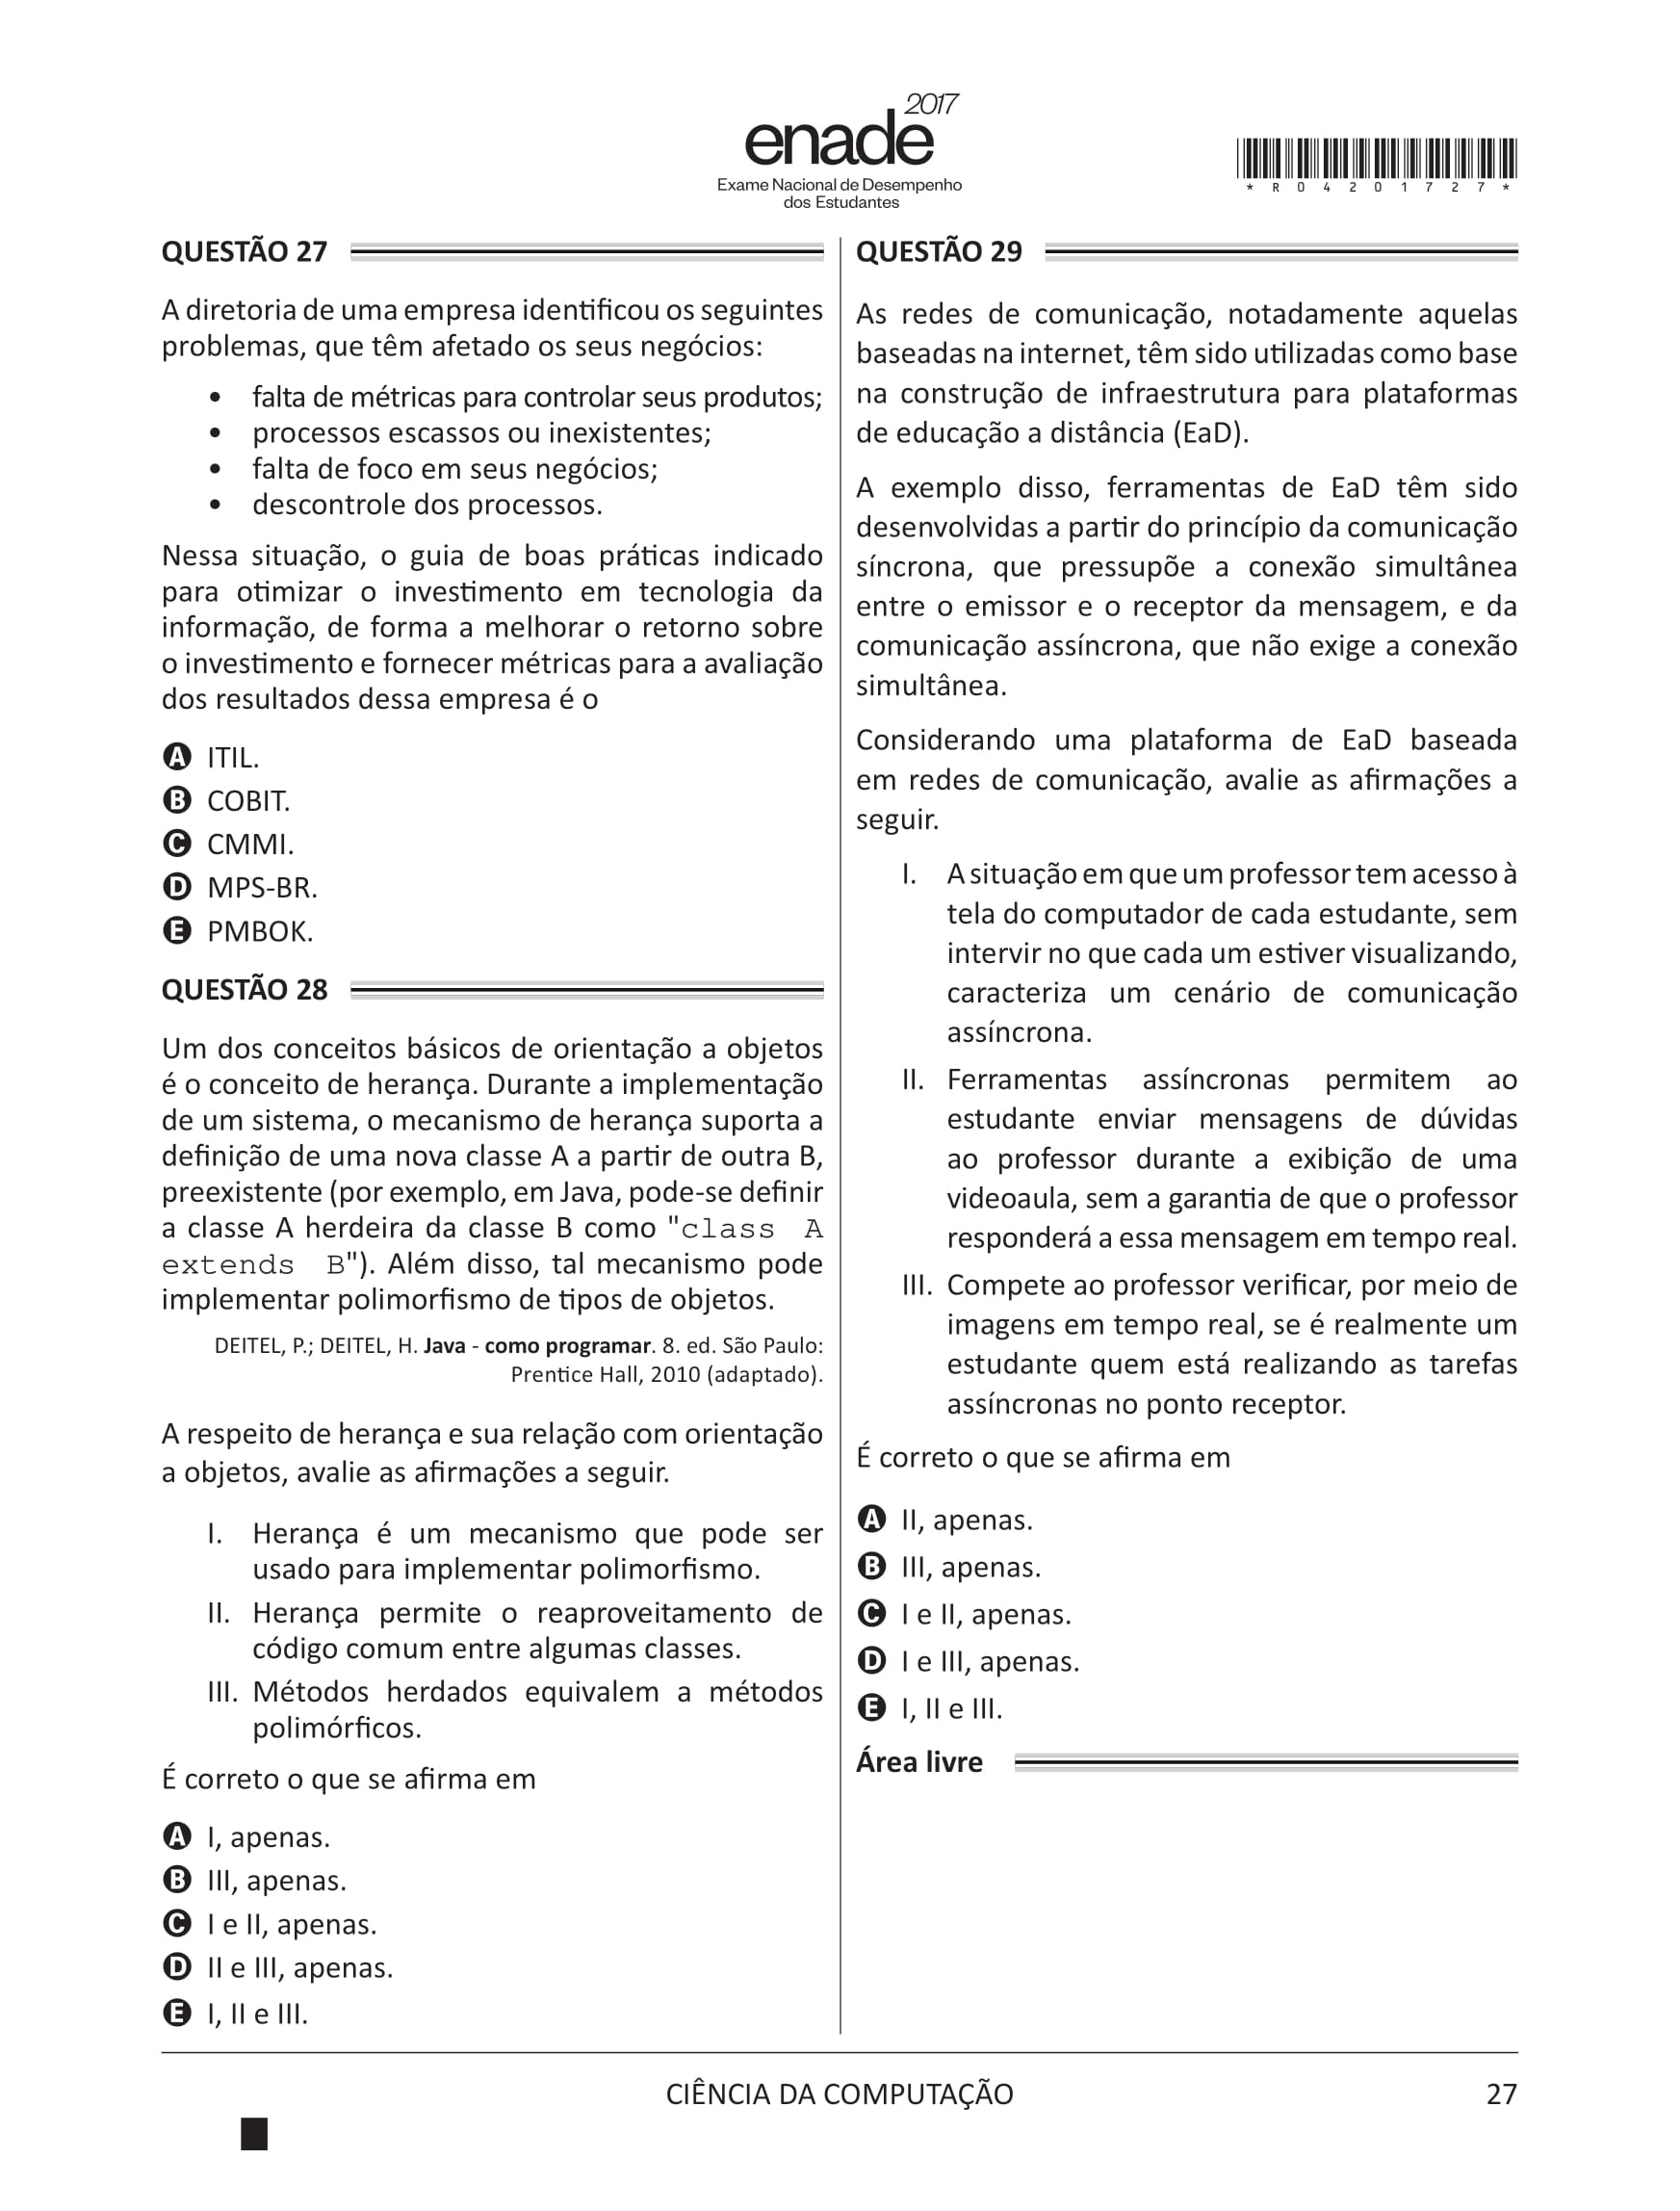 enade 2017
Exame Nacional de Desempenho
dos Estudantes
* R 0 4 2 0 1 7 2 7 *
QUESTÃO 27
A diretoria de uma empresa identificou os seguintes
problemas, que têm afetado os seus negócios:
• falta de métricas para controlar seus produtos;
• processos escassos ou inexistentes;
• falta de foco em seus negócios;
• descontrole dos processos.
Nessa situação, o guia de boas práticas indicado
para otimizar o investimento em tecnologia da
informação, de forma a melhorar o retorno sobre
o investimento e fornecer métricas para a avaliação
dos resultados dessa empresa é o
A ITIL.
B COBIT.
C CMMI.
D MPS-BR.
E PMBOK.
QUESTÃO 28
Um dos conceitos básicos de orientação a objetos
é o conceito de herança. Durante a implementação
de um sistema, o mecanismo de herança suporta a
definição de uma nova classe A a partir de outra B,
preexistente (por exemplo, em Java, pode-se definir
a classe A herdeira da classe B como "class A
extends B"). Além disso, tal mecanismo pode
implementar polimorfismo de tipos de objetos.
DEITEL, P.; DEITEL, H. Java - como programar. 8. ed. São Paulo:
Prentice Hall, 2010 (adaptado).
A respeito de herança e sua relação com orientação
a objetos, avalie as afirmações a seguir.
I. Herança é um mecanismo que pode ser
usado para implementar polimorfismo.
II. Herança permite o reaproveitamento de
código comum entre algumas classes.
III. Métodos herdados equivalem a métodos
polimórficos.
É correto o que se afirma em
A I, apenas.
B III, apenas.
C I e II, apenas.
D II e III, apenas.
E I, II e III.
QUESTÃO 29
As redes de comunicação, notadamente aquelas
baseadas na internet, têm sido utilizadas como base
na construção de infraestrutura para plataformas
de educação a distância (EaD).
A exemplo disso, ferramentas de EaD têm sido
desenvolvidas a partir do princípio da comunicação
síncrona, que pressupõe a conexão simultânea
entre o emissor e o receptor da mensagem, e da
comunicação assíncrona, que não exige a conexão
simultânea.
Considerando uma plataforma de EaD baseada
em redes de comunicação, avalie as afirmações a
seguir.
I. A situação em que um professor tem acesso à
tela do computador de cada estudante, sem
intervir no que cada um estiver visualizando,
caracteriza um cenário de comunicação
assíncrona.
II. Ferramentas assíncronas permitem ao
estudante enviar mensagens de dúvidas
ao professor durante a exibição de uma
videoaula, sem a garantia de que o professor
responderá a essa mensagem em tempo real.
III. Compete ao professor verificar, por meio de
imagens em tempo real, se é realmente um
estudante quem está realizando as tarefas
assíncronas no ponto receptor.
É correto o que se afirma em
A II, apenas.
B III, apenas.
C I e II, apenas.
D I e III, apenas.
E I, II e III.
Área livre
CIÊNCIA DA COMPUTAÇÃO
27